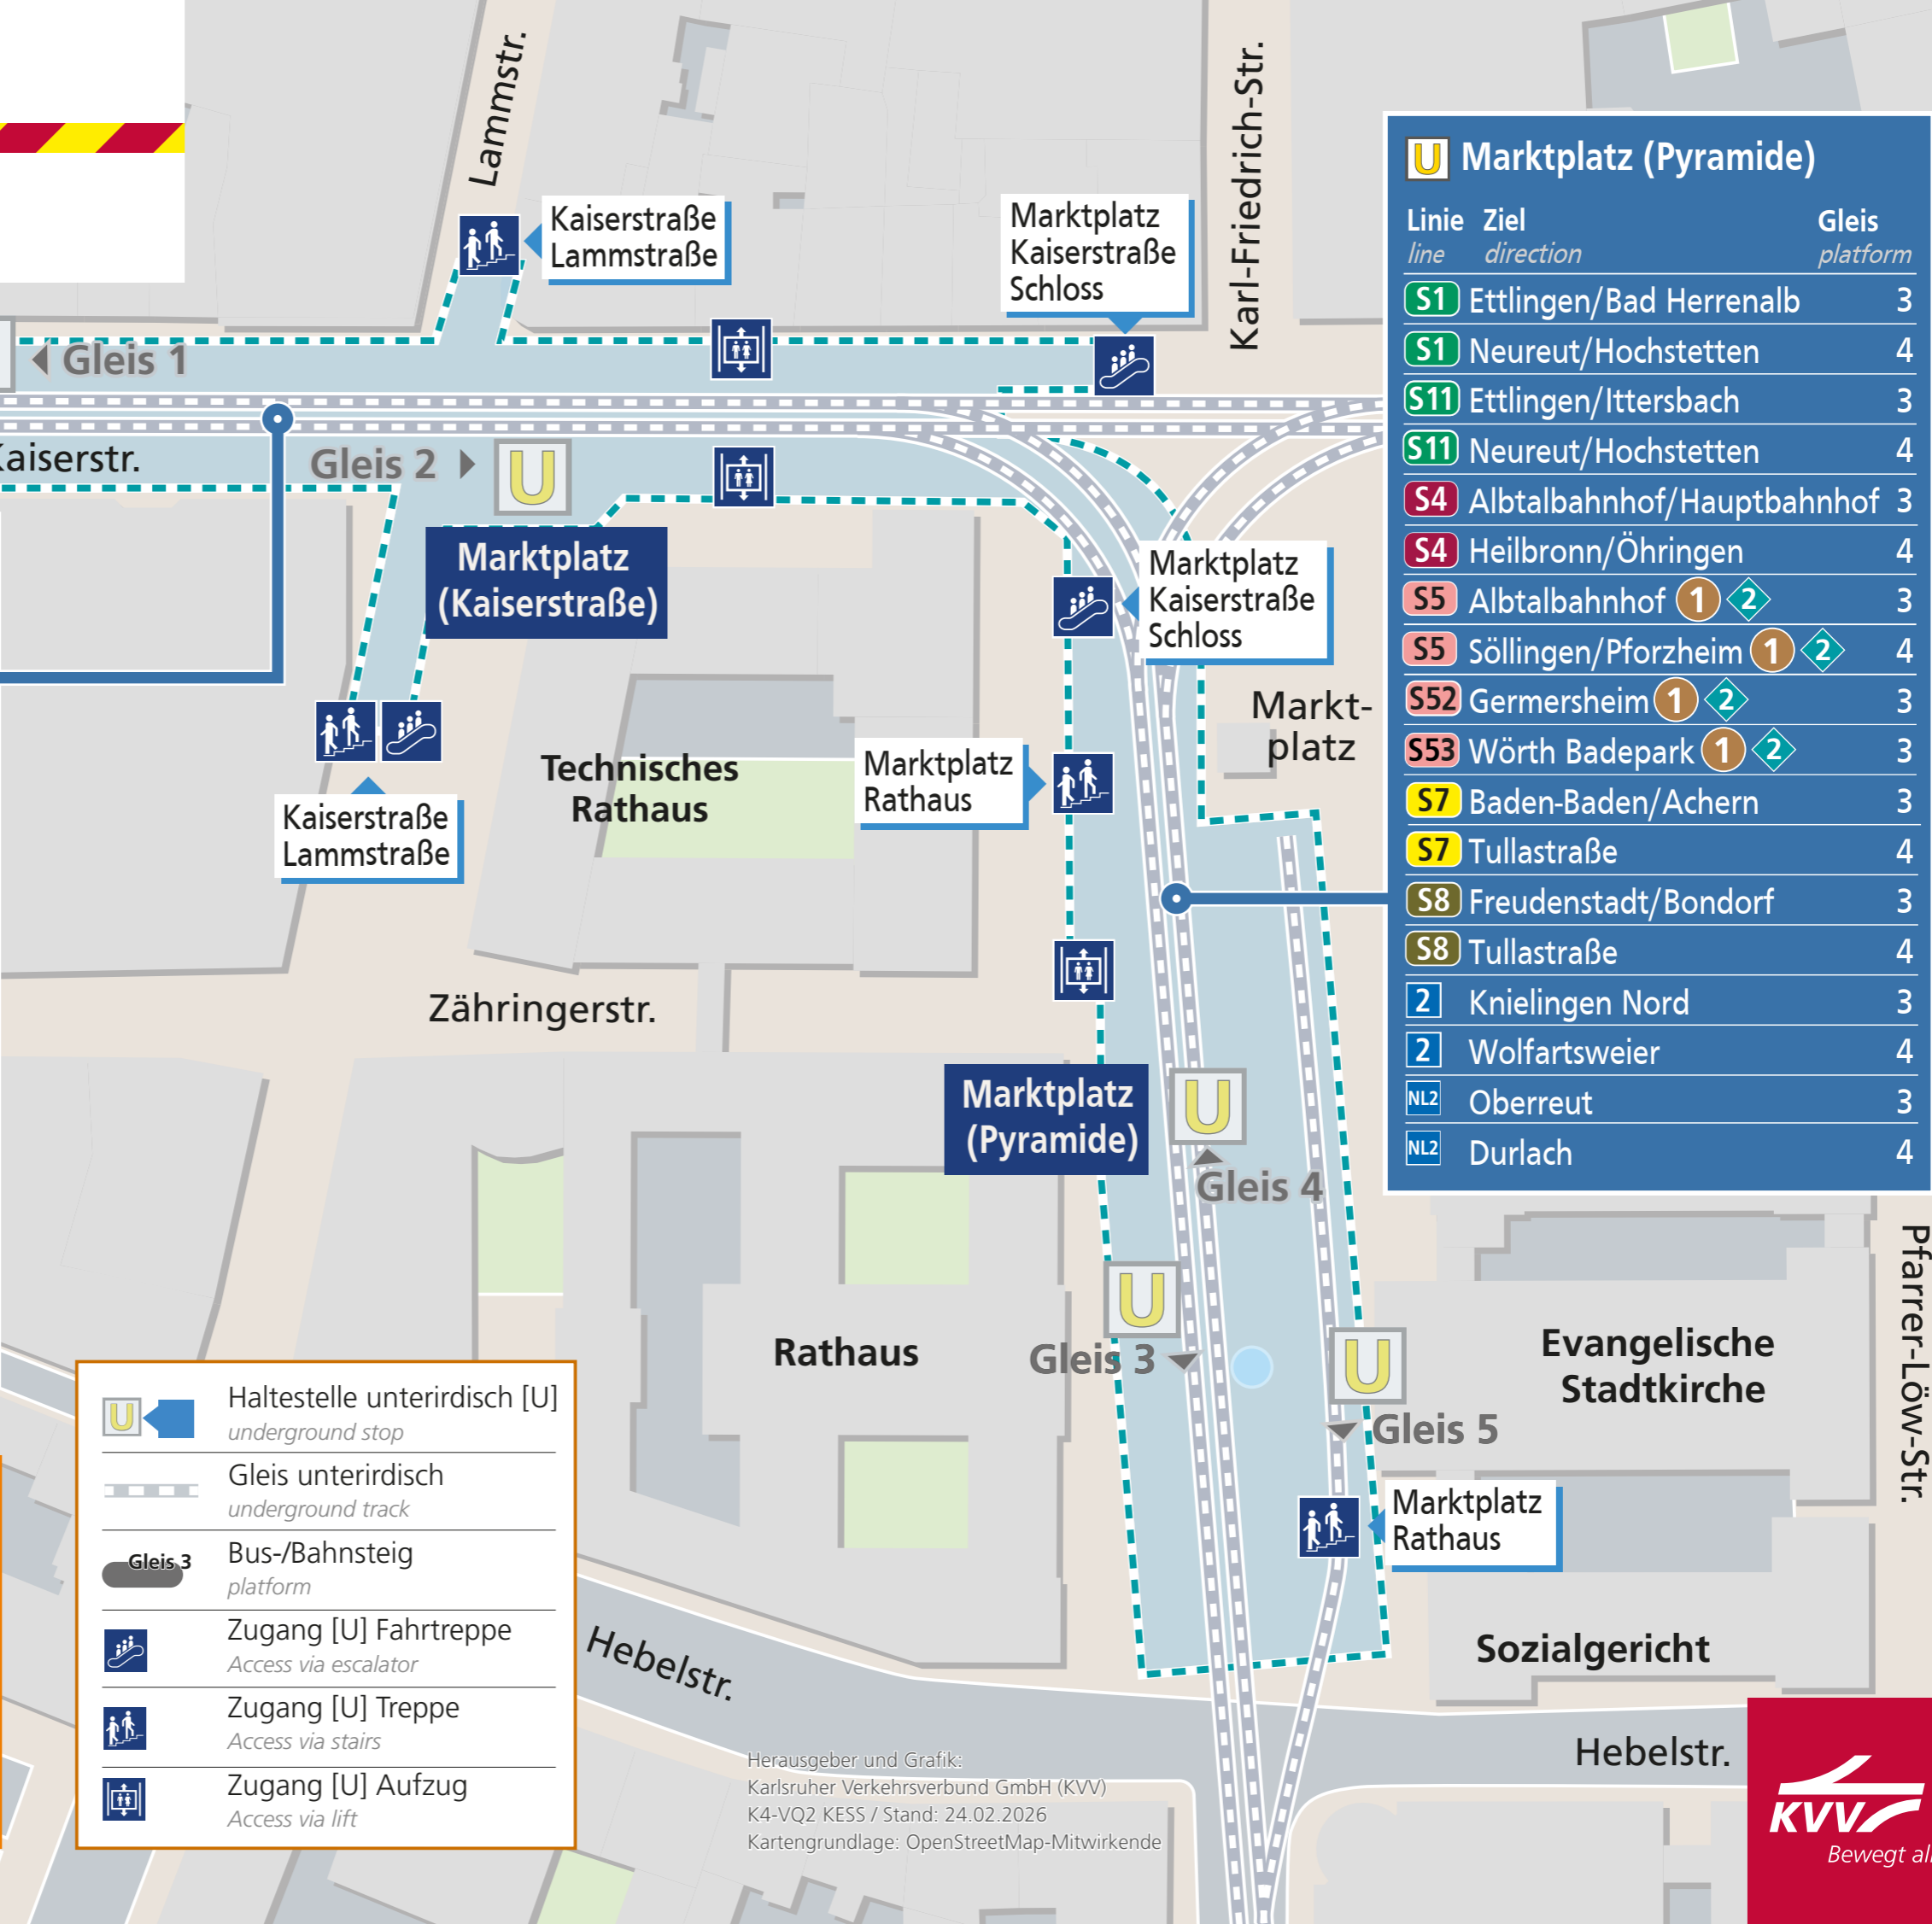 Lammstr.
Karl-Friedrich-Str.
Kaiserstraße
Lammstraße
Marktplatz
Kaiserstraße
Schloss
Gleis 1
aiserstr.
Gleis 2
U
Marktplatz
(Kaiserstraße)
Marktplatz
Kaiserstraße
Schloss
Markt-
platz
Technisches
Rathaus
Marktplatz
Rathaus
Kaiserstraße
Lammstraße
Zähringerstr.
Marktplatz
(Pyramide)
U
Gleis 4
U
Gleis 3
U
Gleis 5
Rathaus
Evangelische
Stadtkirche
Pfarrer-Löw-Str.
Marktplatz
Rathaus
Sozialgericht
Hebelstr.
Hebelstr.
U Marktplatz (Pyramide)
Linie Ziel Gleis
line direction platform
S1 Ettlingen/Bad Herrenalb 3
S1 Neureut/Hochstetten 4
S11 Ettlingen/Ittersbach 3
S11 Neureut/Hochstetten 4
S4 Albtalbahnhof/Hauptbahnhof 3
S4 Heilbronn/Öhringen 4
S5 Albtalbahnhof 1 2 3
S5 Söllingen/Pforzheim 1 2 4
S52 Germersheim 1 2 3
S53 Wörth Badepark 1 2 3
S7 Baden-Baden/Achern 3
S7 Tullastraße 4
S8 Freudenstadt/Bondorf 3
S8 Tullastraße 4
2 Knielingen Nord 3
2 Wolfartsweier 4
NL2 Oberreut 3
NL2 Durlach 4
U Haltestelle unterirdisch [U]
underground stop
Gleis unterirdisch
underground track
Gleis 3 Bus-/Bahnsteig
platform
Zugang [U] Fahrtreppe
Access via escalator
Zugang [U] Treppe
Access via stairs
Zugang [U] Aufzug
Access via lift
Herausgeber und Grafik:
Karlsruher Verkehrsverbund GmbH (KVV)
K4-VQ2 KESS / Stand: 24.02.2026
Kartengrundlage: OpenStreetMap-Mitwirkende
KVV
Bewegt al